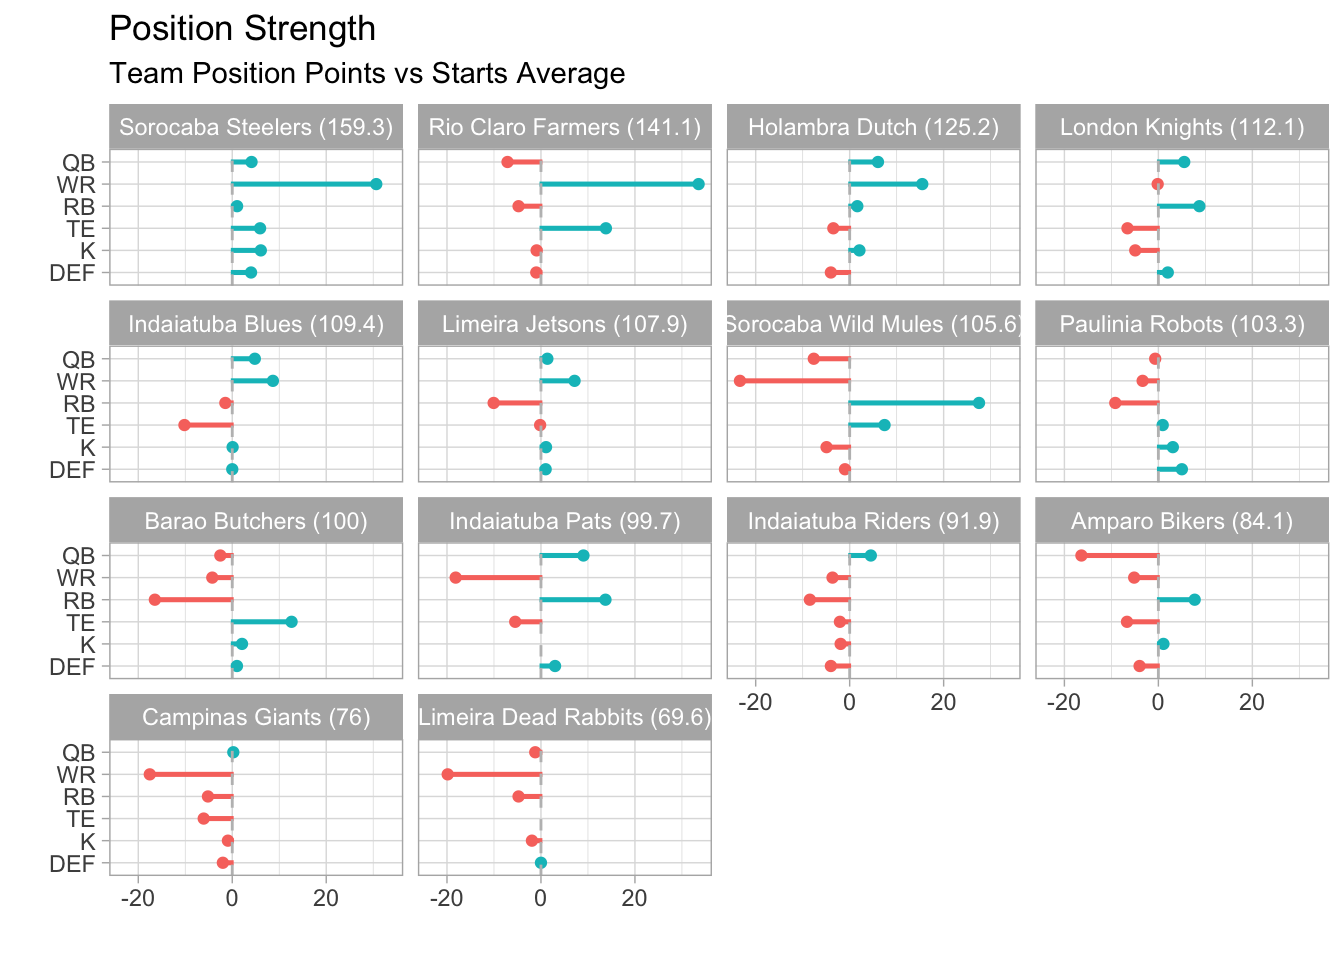 Position Strength
Team Position Points vs Starts Average
Sorocaba Steelers (159.3)
Rio Claro Farmers (141.1)
Holambra Dutch (125.2)
London Knights (112.1)
QB
WR
RB
TE
K
DEF
Indaiatuba Blues (109.4)
Limeira Jetsons (107.9)
Sorocaba Wild Mules (105.6)
Paulinia Robots (103.3)
QB
WR
RB
TE
K
DEF
Barao Butchers (100)
Indaiatuba Pats (99.7)
Indaiatuba Riders (91.9)
Amparo Bikers (84.1)
QB
WR
RB
TE
K
DEF
-20 0 20
-20 0 20
Campinas Giants (76)
Limeira Dead Rabbits (69.6)
QB
WR
RB
TE
K
DEF
-20 0 20
-20 0 20